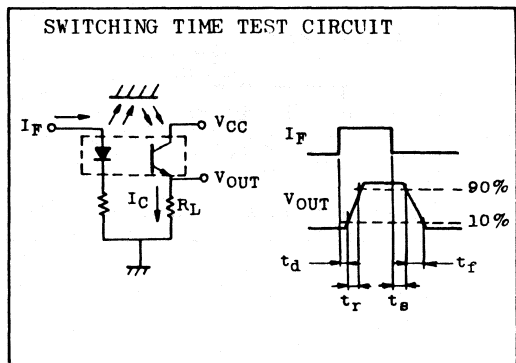 SWITCHING TIME TEST CIRCUIT
IF
VCC
VOUT
IC
RL
IF
VOUT
90%
10%
td
tr
ts
tf